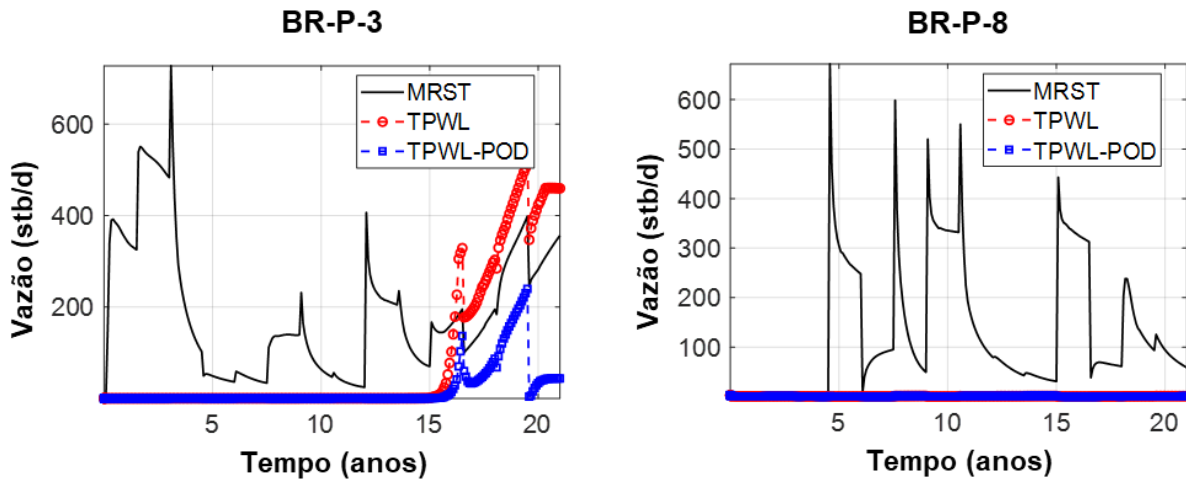 BR-P-3
MRST
TPWL
TPWL-POD
Vazão (stb/d)
600
400
200
5
10
15
20
Tempo (anos)
BR-P-8
MRST
TPWL
TPWL-POD
Vazão (stb/d)
600
500
400
300
200
100
5
10
15
20
Tempo (anos)